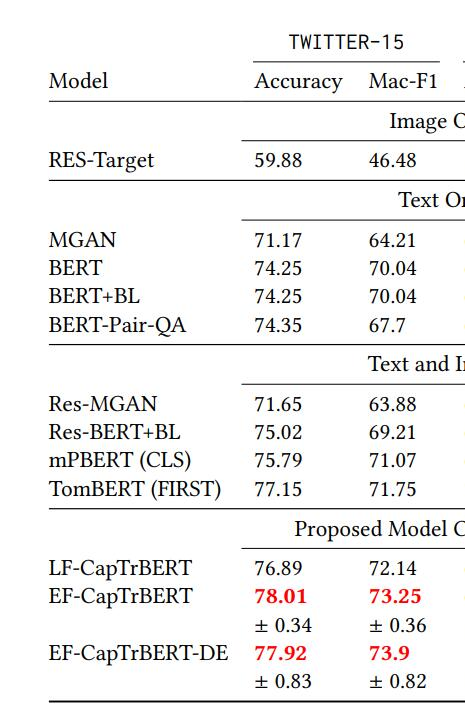 TWITTER-15
Model Accuracy Mac-F1
Image
RES-Target 59.88 46.48
Text
MGAN 71.17 64.21
BERT 74.25 70.04
BERT+BL 74.25 70.04
BERT-Pair-QA 74.35 67.7
Text and
Res-MGAN 71.65 63.88
Res-BERT+BL 75.02 69.21
mPBERT (CLS) 75.79 71.07
TomBERT (FIRST) 77.15 71.75
Proposed Model
LF-CapTrBERT 76.89 72.14
EF-CapTrBERT 78.01 73.25
± 0.34 ± 0.36
EF-CapTrBERT-DE 77.92 73.9
± 0.83 ± 0.82